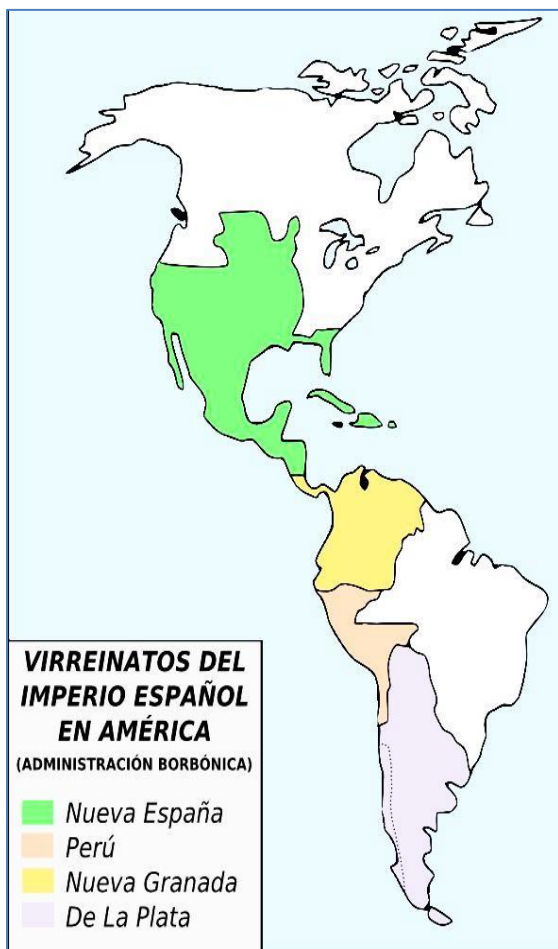 VIRREINATOS DEL
IMPERIO ESPAÑOL
EN AMÉRICA
(ADMINISTRACIÓN BORBÓNICA)
Nueva España
Perú
Nueva Granada
De La Plata